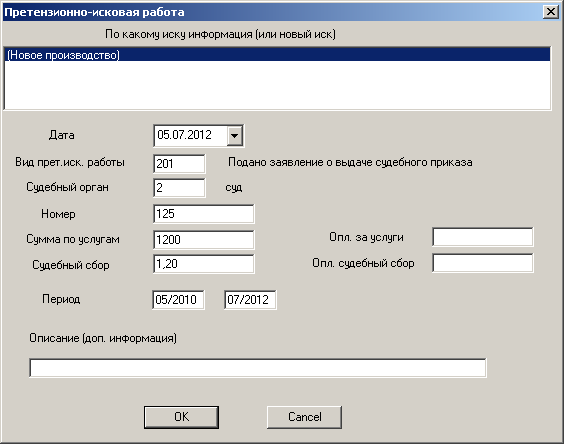 Претензионно-исковая работа
По какому иску информация (или новый иск)
(Новое производство)
Дата 05.07.2012
Вид прет.иск. работы 201 Подано заявление о выдаче судебного приказа
Судебный орган 2 суд
Номер 125
Сумма по услугам 1200 Опл. за услуги
Судебный сбор 1,20 Опл. судебный сбор
Период 05/2010 07/2012
Описание (доп. информация)
OK Cancel